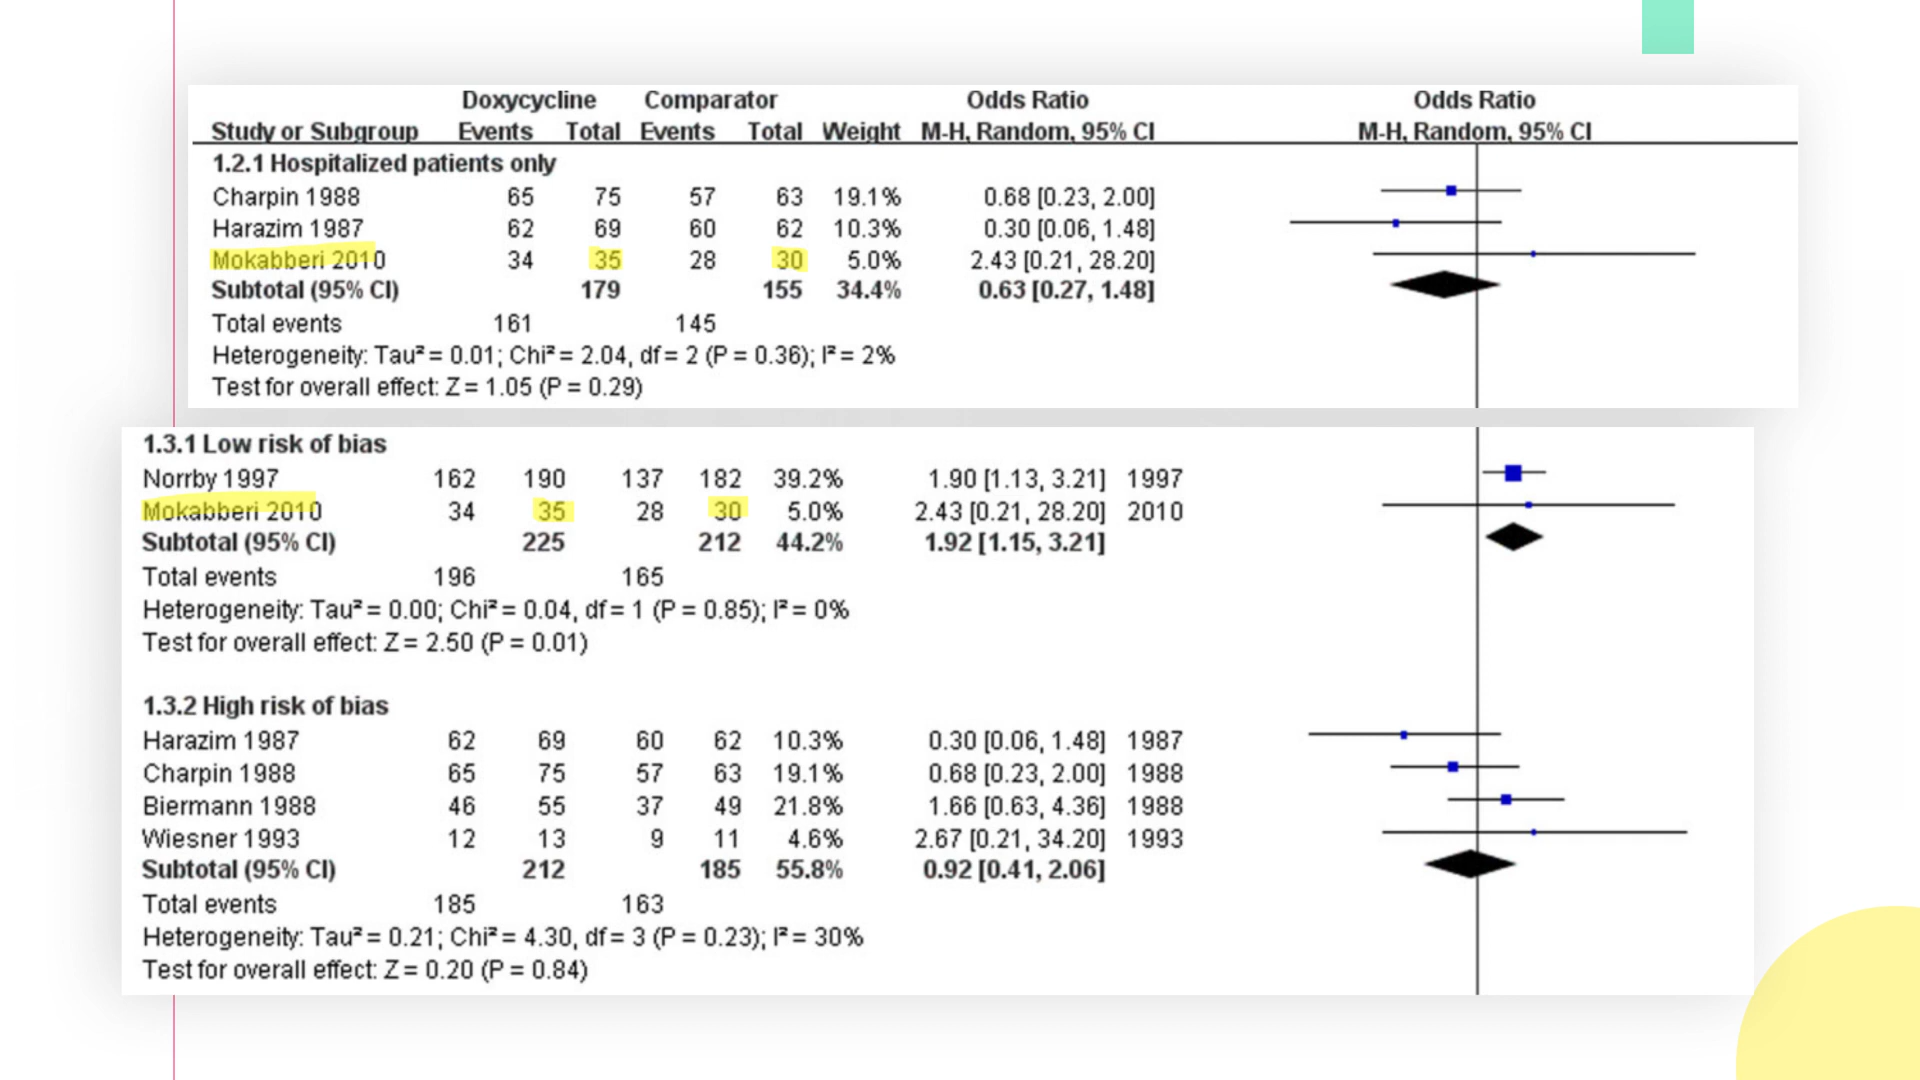 Doxycycline Comparator Odds Ratio Odds Ratio
Study or Subgroup Events Total Events Total Weight M-H, Random, 95% CI M-H, Random, 95% CI
1.2.1 Hospitalized patients only
Charpin 1988 65 75 57 63 19.1% 0.68 [0.23, 2.00]
Harazim 1987 62 69 60 62 10.3% 0.30 [0.06, 1.48]
Mokabberi 2010 34 35 28 30 5.0% 2.43 [0.21, 28.20]
Subtotal (95% CI) 179 155 34.4% 0.63 [0.27, 1.48]
Total events 161 145
Heterogeneity: Tau² = 0.01; Chi² = 2.04, df = 2 (P = 0.36); I² = 2%
Test for overall effect: Z = 1.05 (P = 0.29)
1.3.1 Low risk of bias
Norrby 1997 162 190 137 182 39.2% 1.90 [1.13, 3.21] 1997
Mokabberi 2010 34 35 28 30 5.0% 2.43 [0.21, 28.20] 2010
Subtotal (95% CI) 225 212 44.2% 1.92 [1.15, 3.21]
Total events 196 165
Heterogeneity: Tau² = 0.00; Chi² = 0.04, df = 1 (P = 0.85); I² = 0%
Test for overall effect: Z = 2.50 (P = 0.01)
1.3.2 High risk of bias
Harazim 1987 62 69 60 62 10.3% 0.30 [0.06, 1.48] 1987
Charpin 1988 65 75 57 63 19.1% 0.68 [0.23, 2.00] 1988
Biermann 1988 46 55 37 49 21.8% 1.66 [0.63, 4.36] 1988
Wiesner 1993 12 13 9 11 4.6% 2.67 [0.21, 34.20] 1993
Subtotal (95% CI) 212 185 55.8% 0.92 [0.41, 2.06]
Total events 185 163
Heterogeneity: Tau² = 0.21; Chi² = 4.30, df = 3 (P = 0.23); I² = 30%
Test for overall effect: Z = 0.20 (P = 0.84)